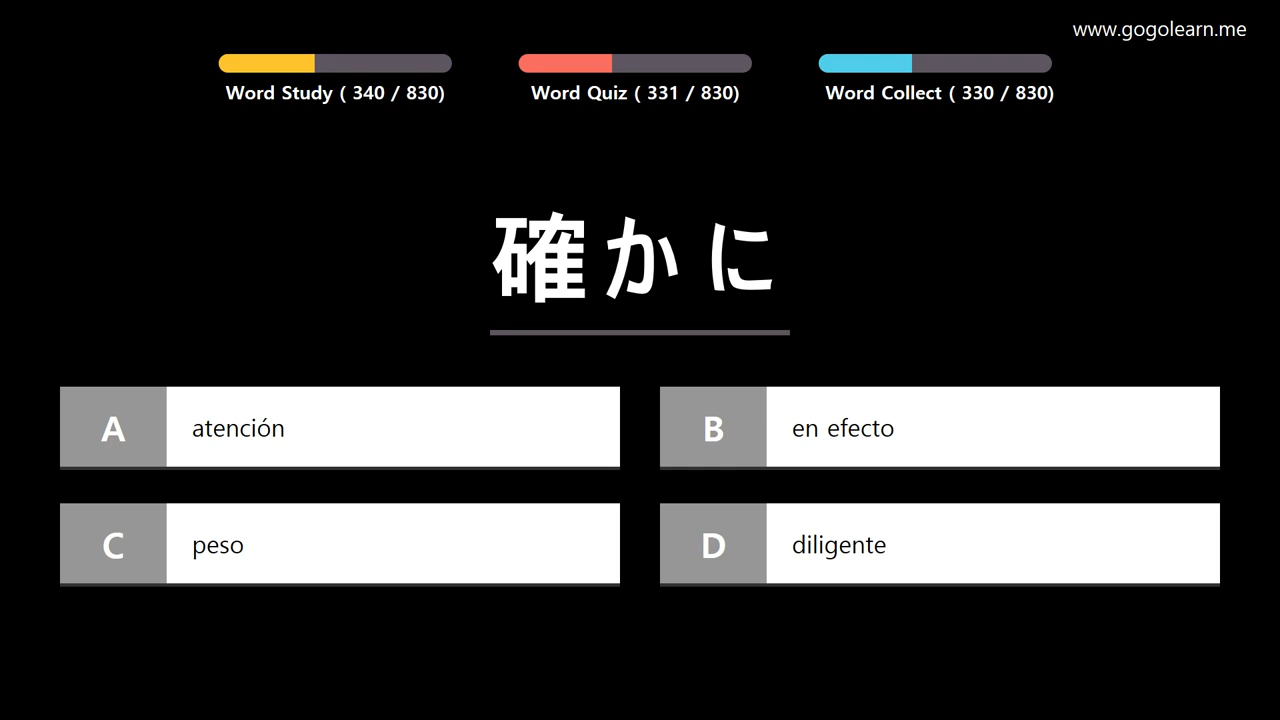 www.gogolearn.me
Word Study ( 340 / 830)
Word Quiz ( 331 / 830)
Word Collect ( 330 / 830)
確かに
A atención
B en efecto
C peso
D diligente